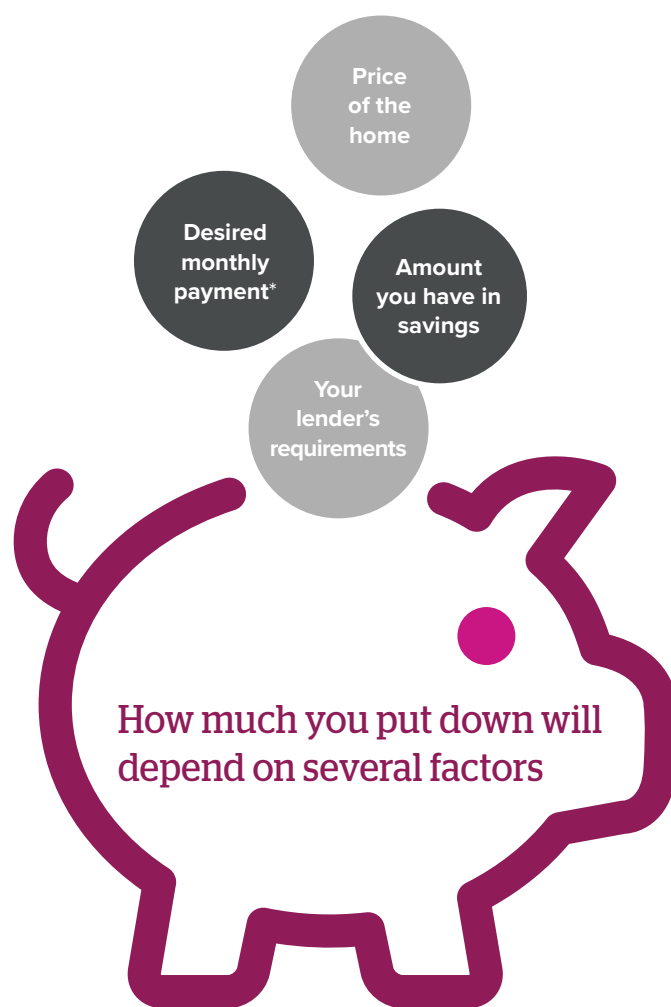 Price
of the
home
Desired
monthly
payment*
Amount
you have in
savings
Your
lender’s
requirements
How much you put down will
depend on several factors